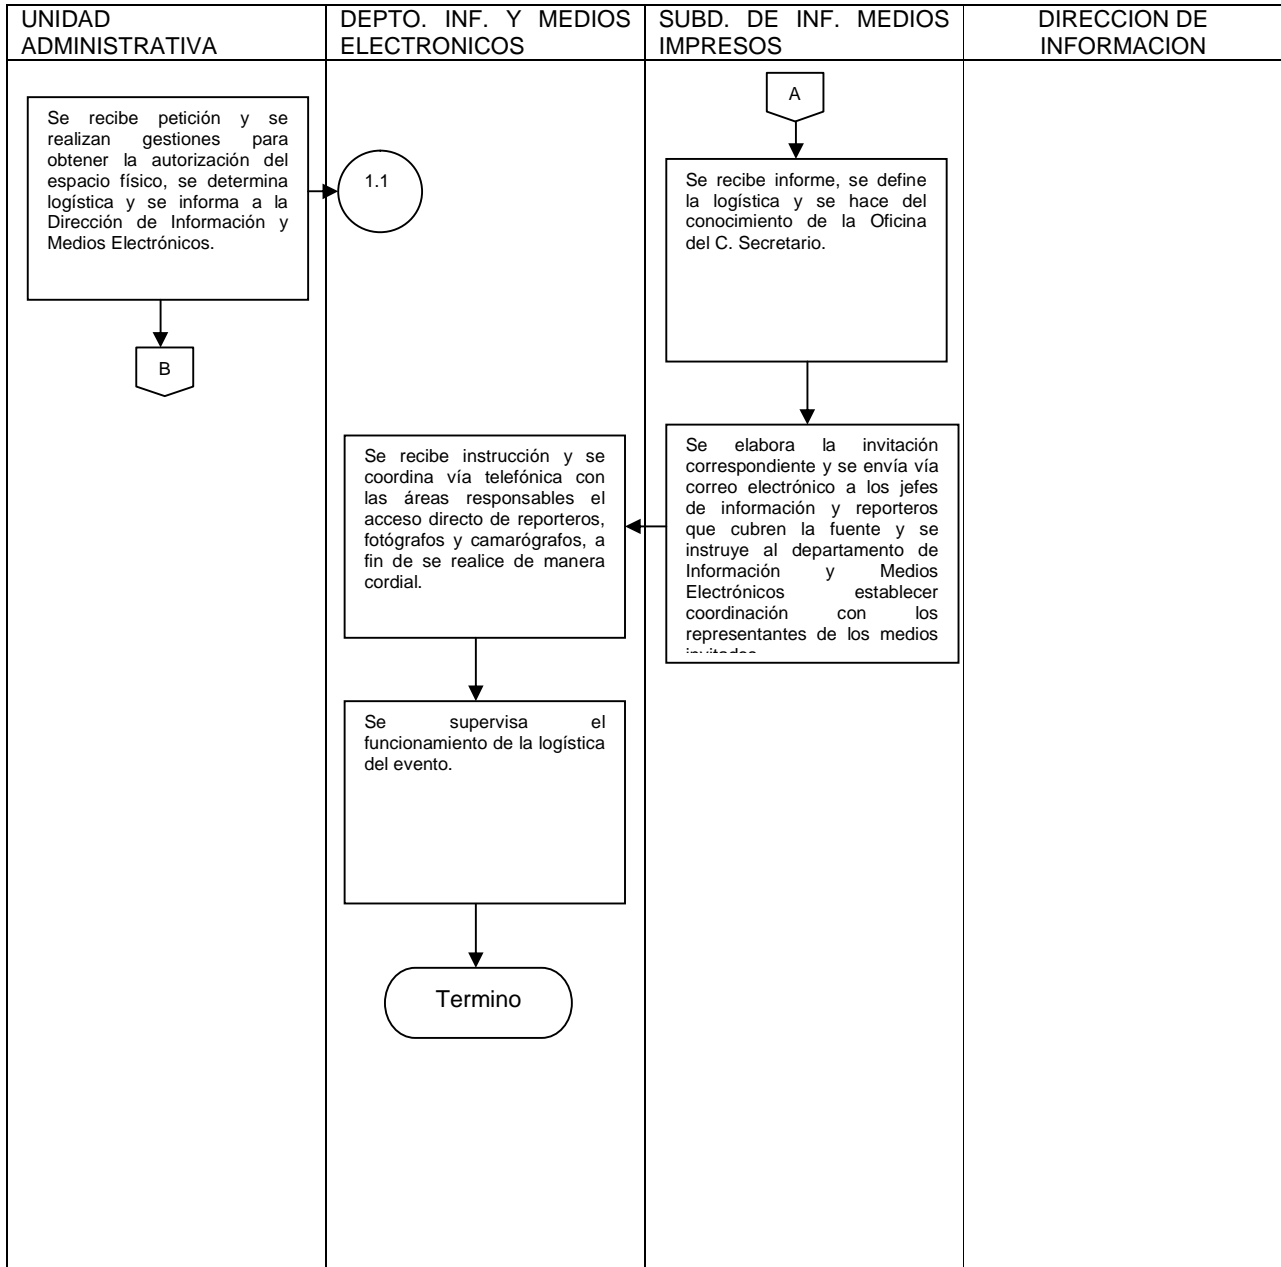 UNIDAD
ADMINISTRATIVA
DEPTO. INF. Y MEDIOS
ELECTRONICOS
SUBD. DE INF. MEDIOS
IMPRESOS
DIRECCION DE
INFORMACION
Se recibe petición y se
realizan gestiones para
obtener la autorización del
espacio físico, se determina
logística y se informa a la
Dirección de Información y
Medios Electrónicos.
1.1
B
A
Se recibe informe, se define
la logística y se hace del
conocimiento de la Oficina
del C. Secretario.
Se elabora la invitación
correspondiente y se envía vía
correo electrónico a los jefes
de información y reporteros
que cubren la fuente y se
instruye al departamento de
Información y Medios
Electrónicos establecer
coordinación con los
representantes de los medios
Se recibe instrucción y se
coordina vía telefónica con
las áreas responsables el
acceso directo de reporteros,
fotógrafos y camarógrafos, a
fin de se realice de manera
cordial.
Se supervisa el
funcionamiento de la logística
del evento.
Termino